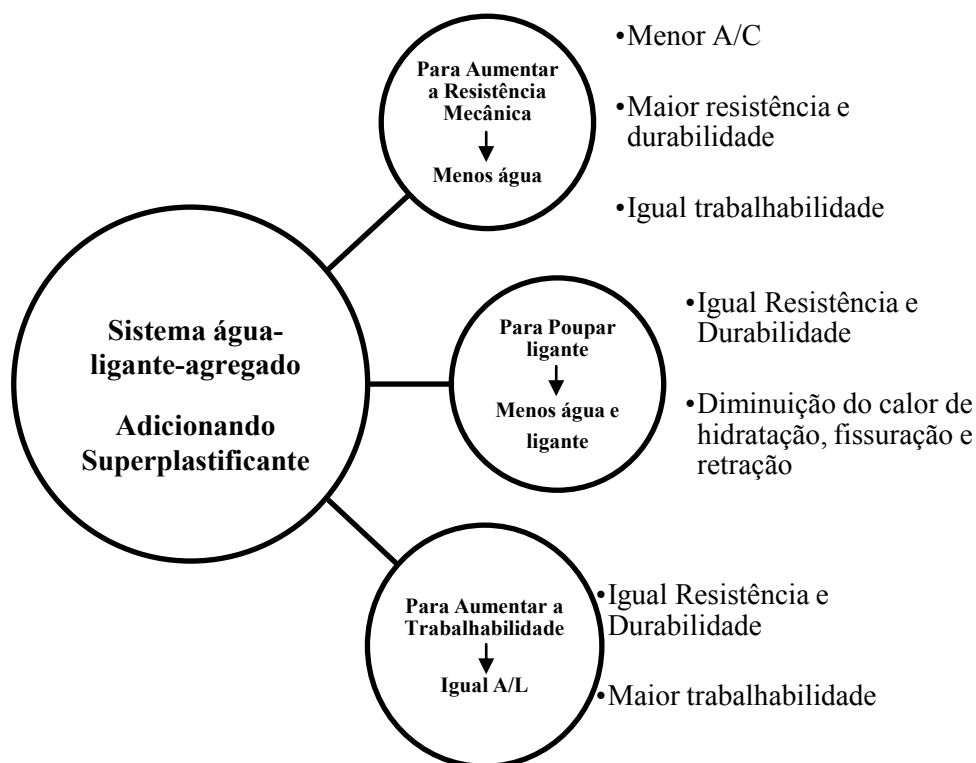 Sistema água-
ligante-agregado
Adicionando
Superplastificante
Para Aumentar
a Resistência
Mecânica
Menos água
•Menor A/C
•Maior resistência e
durabilidade
•Igual trabalhabilidade
Para Poupar
ligante
Menos água e
ligante
•Igual Resistência e
Durabilidade
•Diminuição do calor de
hidratação, fissuração e
retração
Para Aumentar a
Trabalhabilidade
Igual A/L
•Igual Resistência e
Durabilidade
•Maior trabalhabilidade